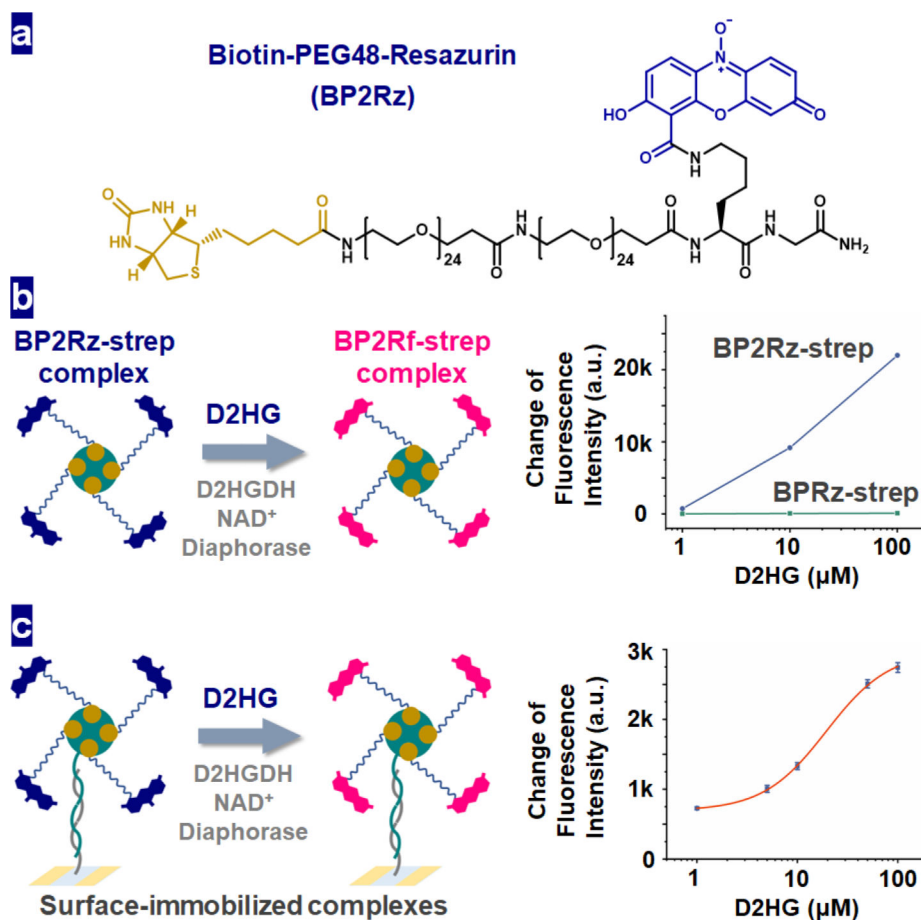 a
Biotin-PEG48-Resazurin
(BP2Rz)
O⁻
N⁺
HO
O
O
O
N
H
O
HN
NH
H
H
S
O
N
H
O
24
O
N
H
O
24
O
N
H
O
H
N
O
NH₂
b
BP2Rz-strep
complex
D2HG
D2HGDH
NAD⁺
Diaphorase
BP2Rf-strep
complex
Change of
Fluorescence
Intensity (a.u.)
20k
10k
0
BP2Rz-strep
BPRz-strep
1
10
100
D2HG (μM)
c
D2HG
D2HGDH
NAD⁺
Diaphorase
Surface-immobilized complexes
Change of
Fluorescence
Intensity (a.u.)
3k
2k
1k
0
1
10
100
D2HG (μM)